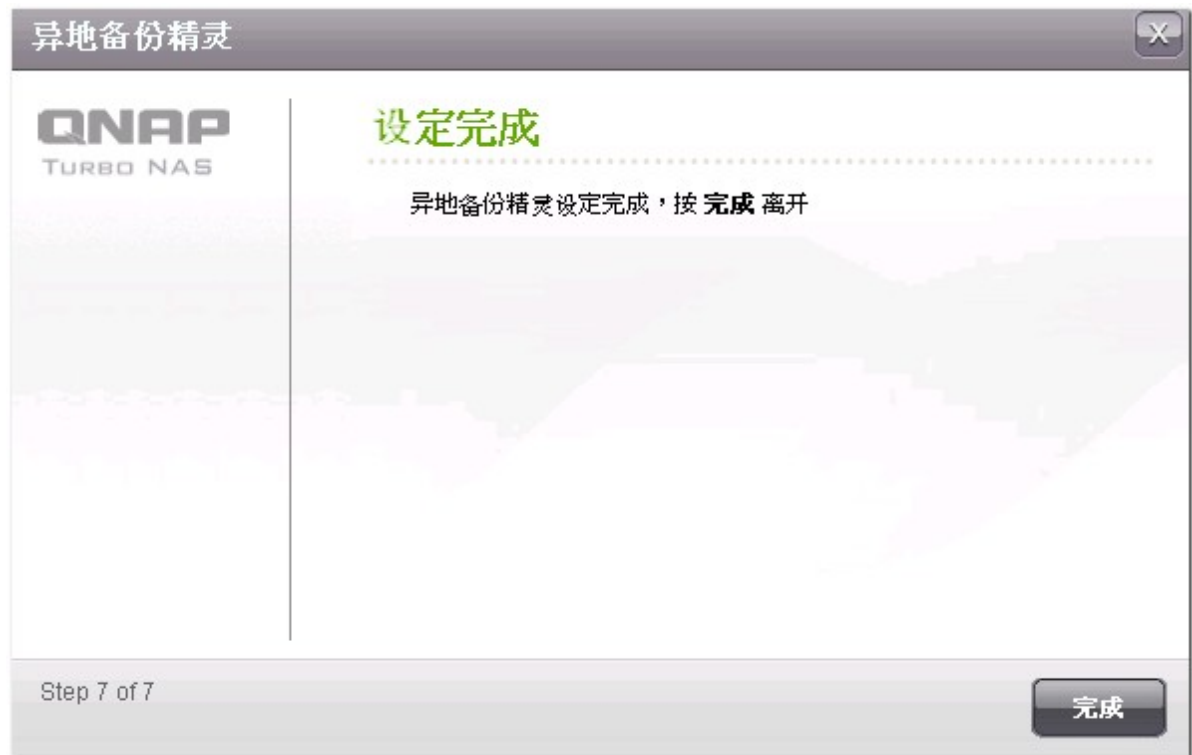 异地备份精灵
X
QNAP
TURBO NAS
设定完成
异地备份精灵设定完成，按 完成 离开
Step 7 of 7
完成